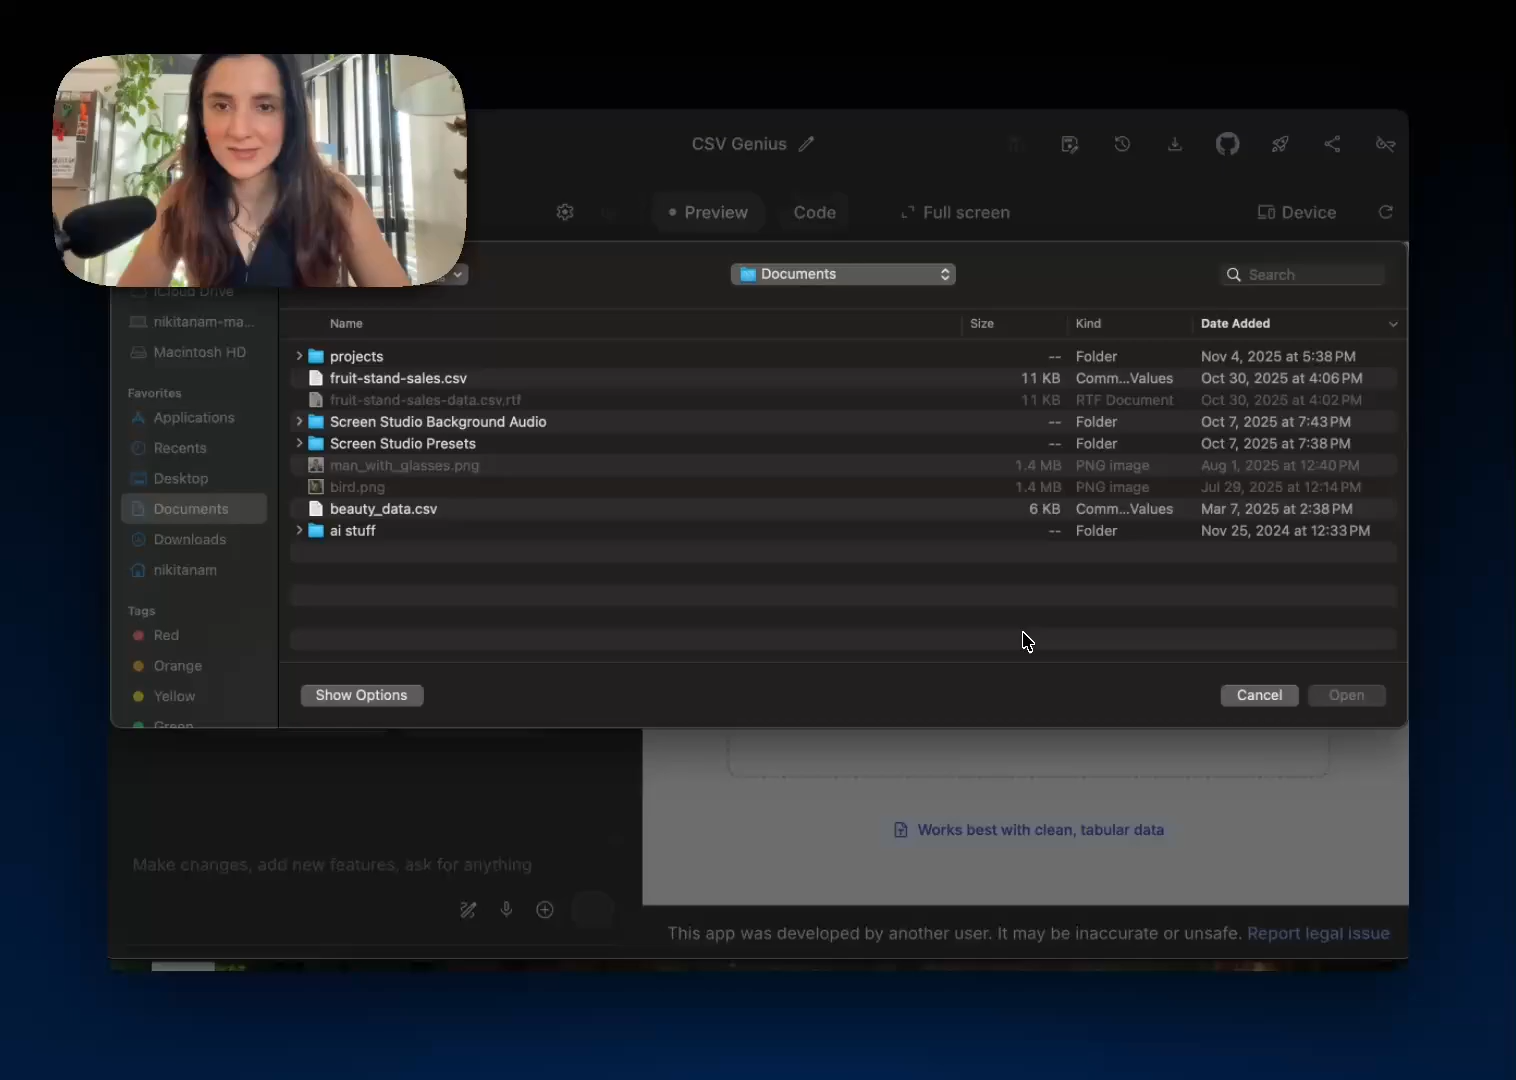 CSV Genius
Preview
Code
Full screen
Device
Documents
Search
iCloud Drive
nikitanam-ma...
Macintosh HD
Favorites
Applications
Recents
Desktop
Documents
Downloads
nikitanam
Tags
Red
Orange
Yellow
Green
Name Size Kind Date Added
projects -- Folder Nov 4, 2025 at 5:38 PM
fruit-stand-sales.csv 11 KB Comm...Values Oct 30, 2025 at 4:06 PM
fruit-stand-sales-data.csv.rtf 11 KB RTF Document Oct 30, 2025 at 4:02 PM
Screen Studio Background Audio -- Folder Oct 7, 2025 at 7:43 PM
Screen Studio Presets -- Folder Oct 7, 2025 at 7:38 PM
man_with_glasses.png 1.4 MB PNG image Aug 1, 2025 at 12:40 PM
bird.png 1.4 MB PNG image Jul 29, 2025 at 12:14 PM
beauty_data.csv 6 KB Comm...Values Mar 7, 2025 at 2:38 PM
ai stuff -- Folder Nov 25, 2024 at 12:33 PM
Show Options
Cancel
Open
Works best with clean, tabular data
Make changes, add new features, ask for anything
This app was developed by another user. It may be inaccurate or unsafe. Report legal issue